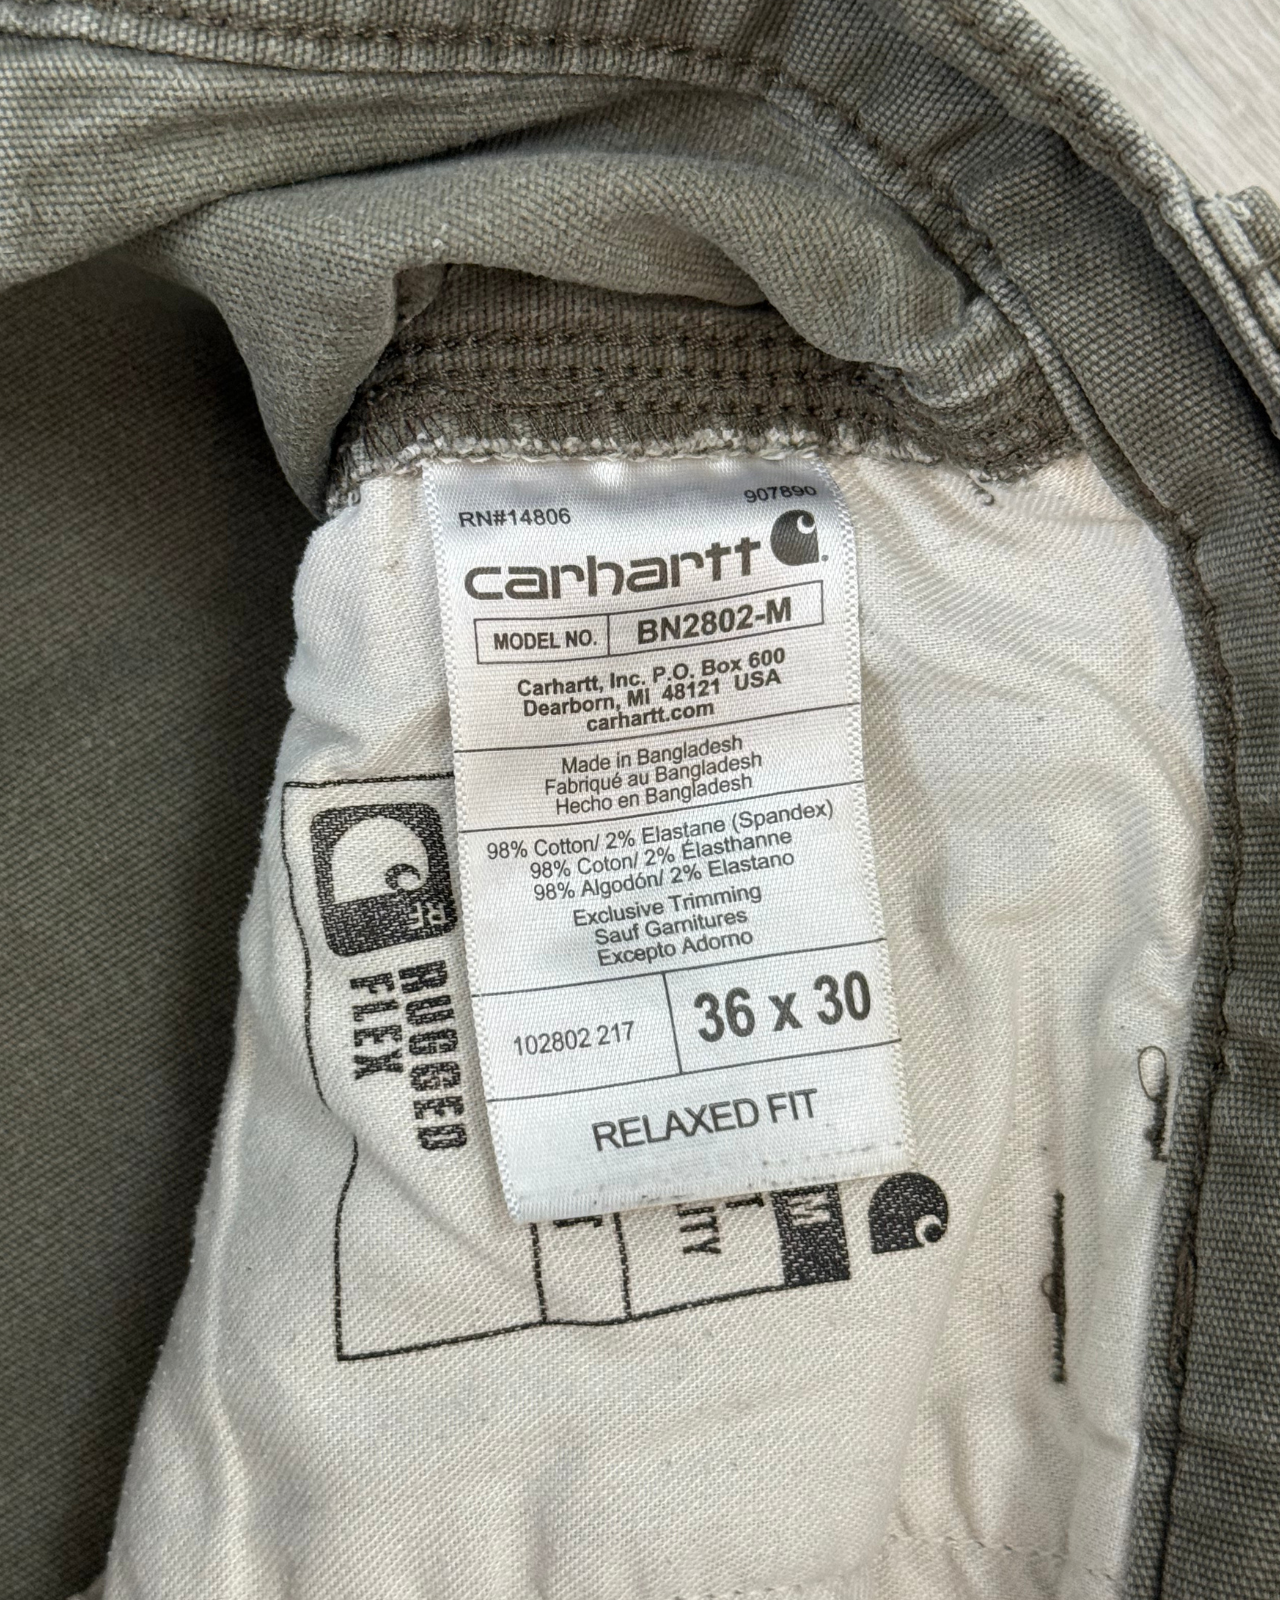 RN#14806
907890
carhartt
MODEL NO. BN2802-M
Carhartt, Inc. P.O. Box 600
Dearborn, MI 48121 USA
carhartt.com
Made in Bangladesh
Fabriqué au Bangladesh
Hecho en Bangladesh
98% Cotton/ 2% Elastane (Spandex)
98% Coton/ 2% Élasthanne
98% Algodón/ 2% Elastano
Exclusive Trimming
Sauf Garnitures
Excepto Adorno
102802 217
36 x 30
RELAXED FIT
RF
RUGGED
FLEX